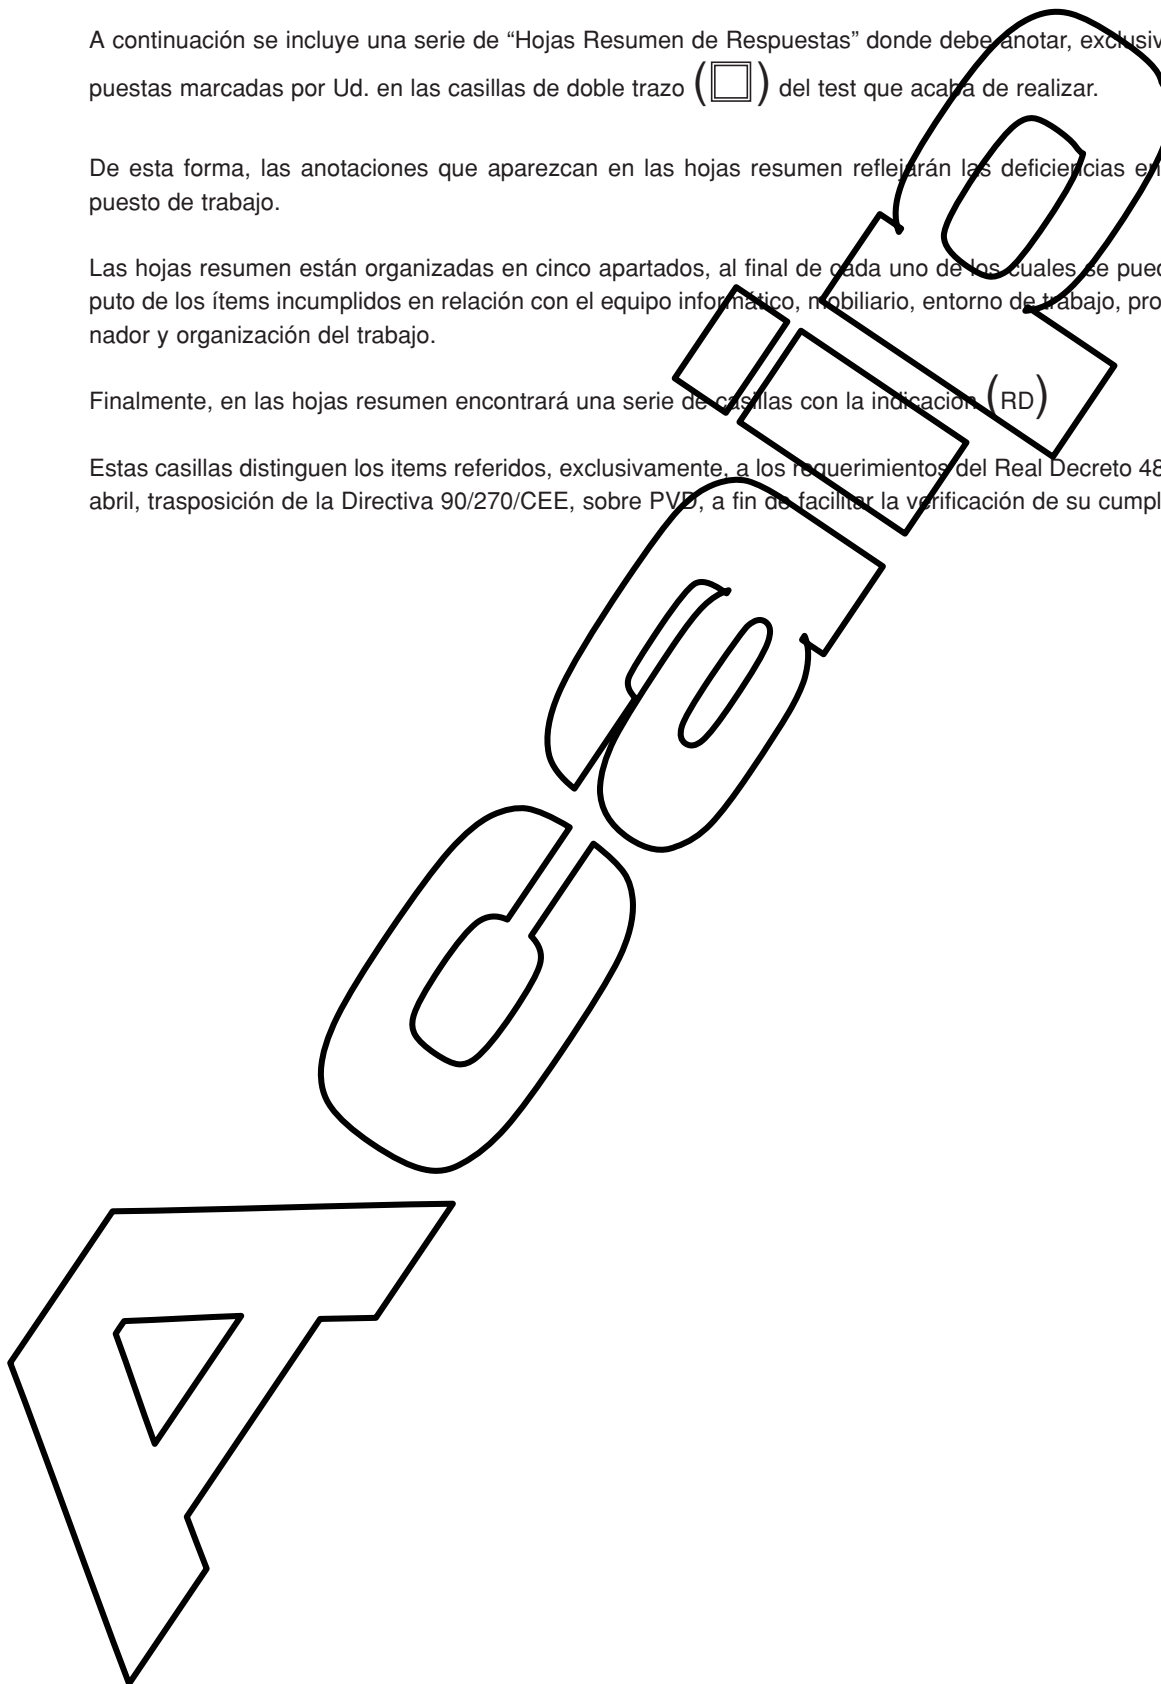 A continuación se incluye una serie de “Hojas Resumen de Respuestas” donde debe anotar,
puestas marcadas por Ud. en las casillas de doble trazo (□) del test que acaba de realizar.
De esta forma, las anotaciones que aparezcan en las hojas resumen reflejarán las deficiencias
puesto de trabajo.
Las hojas resumen están organizadas en cinco apartados, al final de cada uno de los cuales se
puto de los ítems incumplidos en relación con el equipo informático, mobiliario, entorno de trabajo,
nador y organización del trabajo.
Finalmente, en las hojas resumen encontrará una serie de casillas con la indicación (RD)
Estas casillas distinguen los items referidos, exclusivamente, a los requerimientos del Real Decreto
abril, trasposición de la Directiva 90/270/CEE, sobre PVD, a fin de facilitar la verificación de su